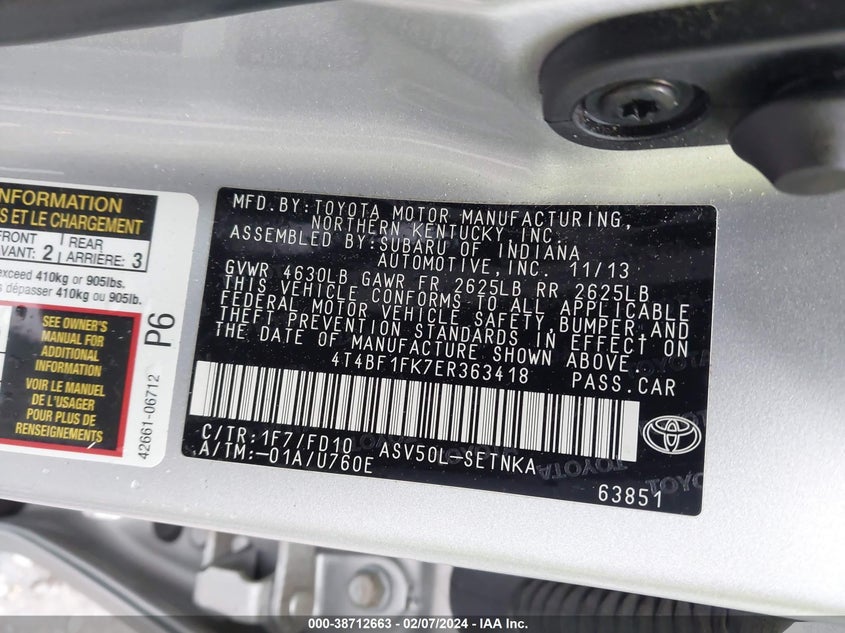 NFORMATION
S ET LE CHARGEMENT
FRONT
AVANT: 2
REAR
ARRIÈRE: 3
exceed 410kg or 905lbs.
s dépasser 410kg ou 905lb.
SEE OWNER'S
MANUAL FOR
ADDITIONAL
INFORMATION
VOIR LE MANUEL
DE L'USAGER
POUR PLUS DE
RENSEIGNEMENTS
P6
42661-06712
MFD.BY:TOYOTA MOTOR MANUFACTURING,
NORTHERN KENTUCKY INC.
ASSEMBLED BY:SUBARU OF INDIANA
AUTOMOTIVE,INC. 11/13
GVWR 4630LB GAWR FR 2625LB RR 2625LB
THIS VEHICLE CONFORMS TO ALL APPLICABLE
FEDERAL MOTOR VEHICLE SAFETY,BUMPER AND
THEFT PREVENTION STANDARDS IN EFFECT ON
THE DATE OF MANUFACTURE SHOWN ABOVE.
4T4BF1FK7ER363418 PASS.CAR
C/TR:1F7/FD10 ASV50L-SETNKA
A/TM:-01A/U760E
63851
TOYOTA
000-38712663 - 02/07/2024 - IAA Inc.